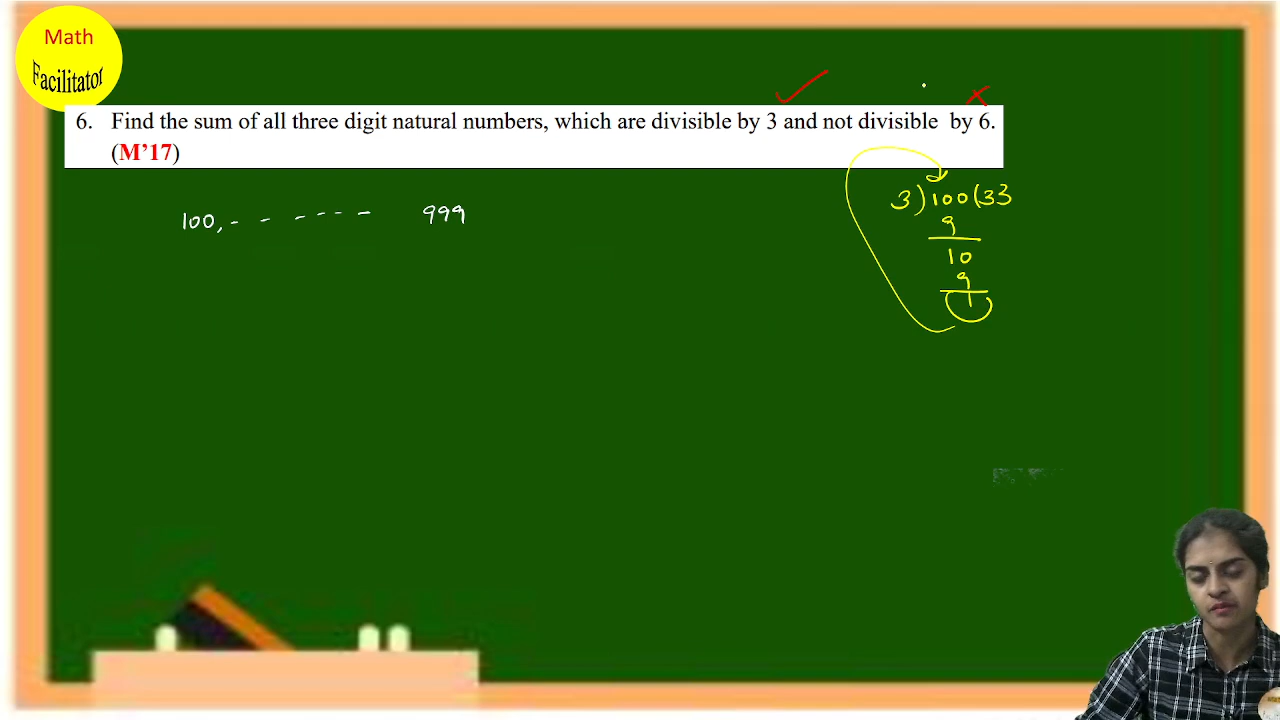 Math
Facilitator
6. Find the sum of all three digit natural numbers, which are divisible by 3 and not divisible by 6.
(M’17)
100, - - - - - - 999
3 ) 100 ( 33
9
10
9
1